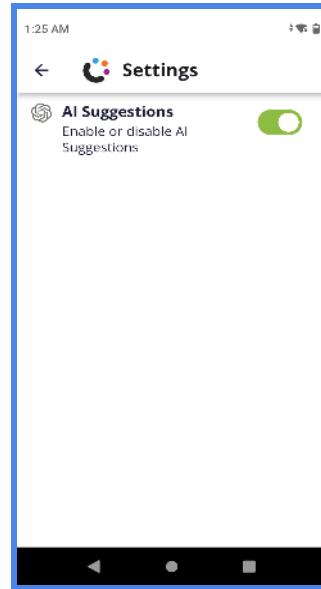 1:25 AM
Settings
AI Suggestions
Enable or disable AI
Suggestions